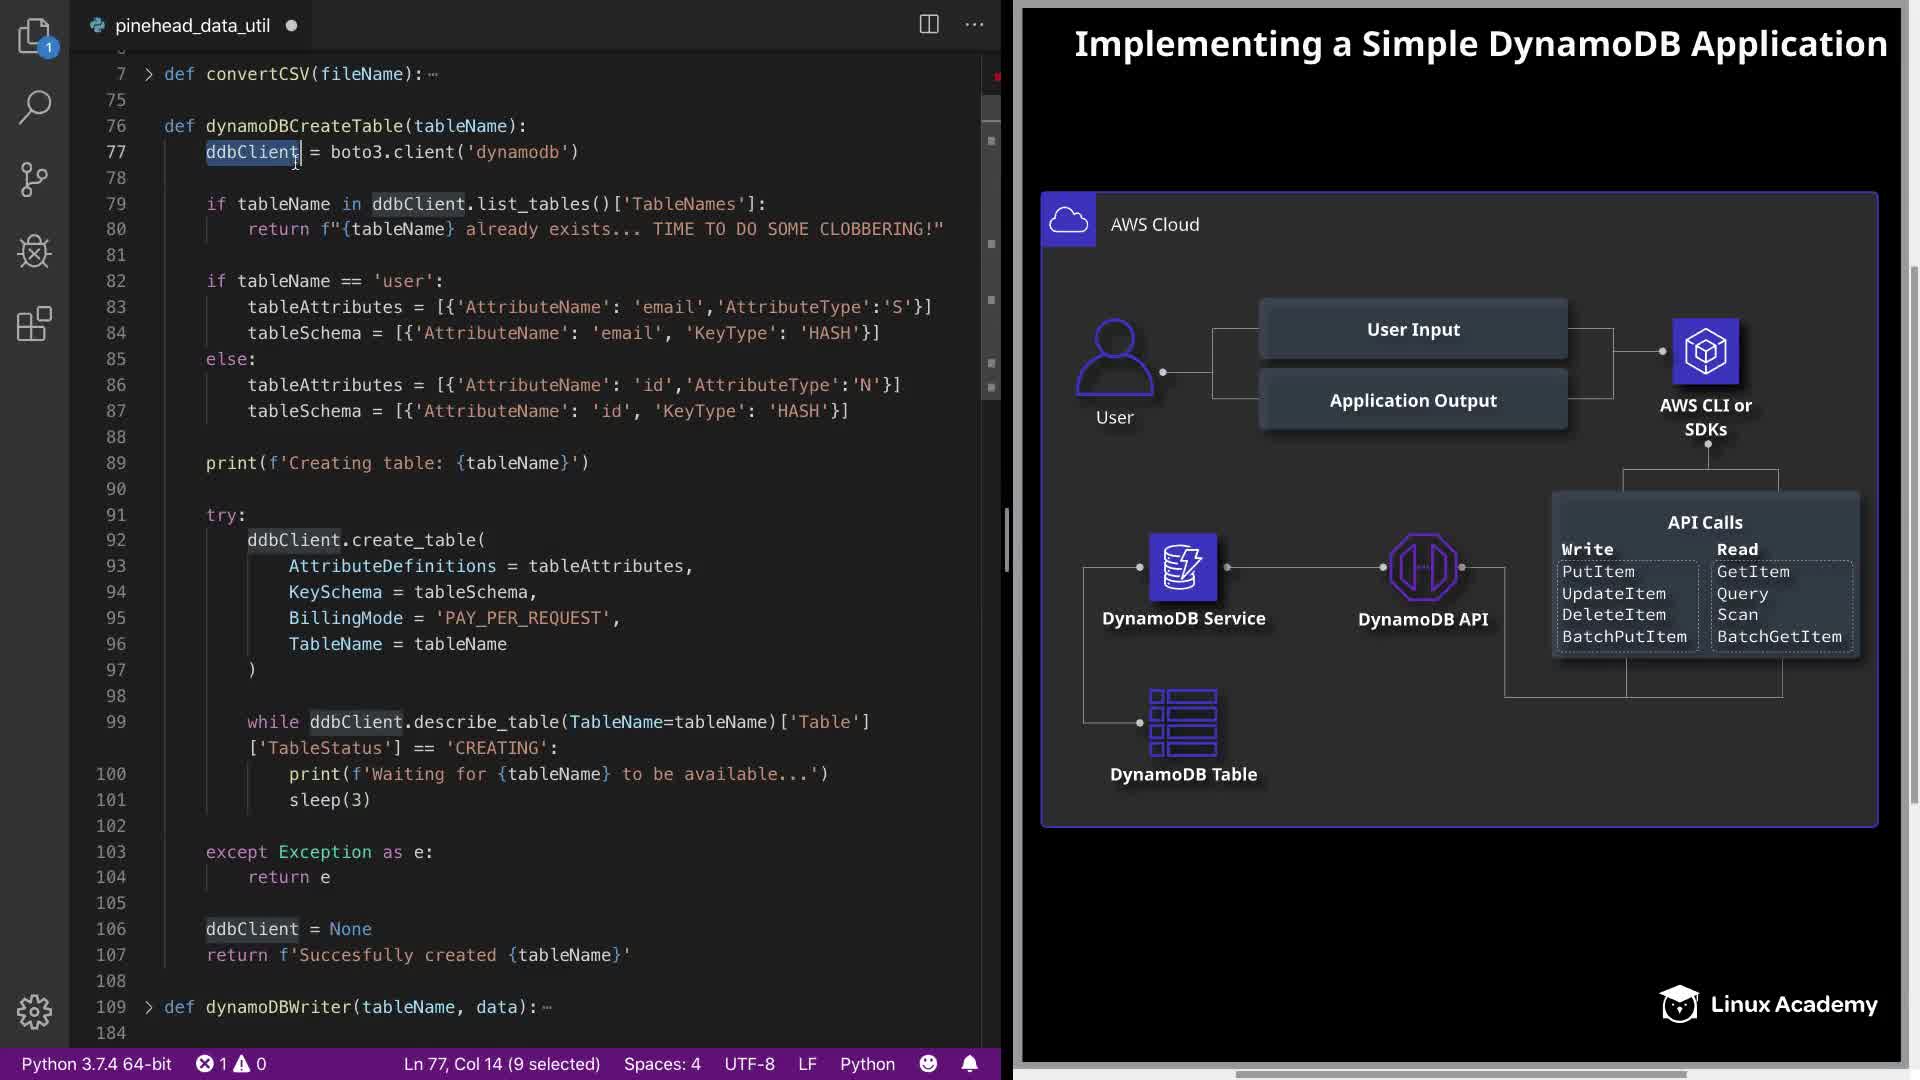 pinehead_data_util
1
6
7 def convertCSV(fileName):
75
76 def dynamoDBCreateTable(tableName):
77 ddbClient = boto3.client('dynamodb')
78
79 if tableName in ddbClient.list_tables()['TableNames']:
80 return f"{tableName} already exists... TIME TO DO SOME CLOBBERING!"
81
82 if tableName == 'user':
83 tableAttributes = [{'AttributeName': 'email','AttributeType':'S'}]
84 tableSchema = [{'AttributeName': 'email', 'KeyType': 'HASH'}]
85 else:
86 tableAttributes = [{'AttributeName': 'id','AttributeType':'N'}]
87 tableSchema = [{'AttributeName': 'id', 'KeyType': 'HASH'}]
88
89 print(f'Creating table: {tableName}')
90
91 try:
92 ddbClient.create_table(
93 AttributeDefinitions = tableAttributes,
94 KeySchema = tableSchema,
95 BillingMode = 'PAY_PER_REQUEST',
96 TableName = tableName
97 )
98
99 while ddbClient.describe_table(TableName=tableName)['Table']
['TableStatus'] == 'CREATING':
100 print(f'Waiting for {tableName} to be available...')
101 sleep(3)
102
103 except Exception as e:
104 return e
105
106 ddbClient = None
107 return f'Succesfully created {tableName}'
108
109 def dynamoDBWriter(tableName, data):
184
Python 3.7.4 64-bit 1 0 Ln 77, Col 14 (9 selected) Spaces: 4 UTF-8 LF Python
Implementing a Simple DynamoDB Application
AWS Cloud
User Input
Application Output
User
AWS CLI or
SDKs
API Calls
Write Read
PutItem GetItem
UpdateItem Query
DeleteItem Scan
BatchPutItem BatchGetItem
DynamoDB Service
DynamoDB API
DynamoDB Table
Linux Academy